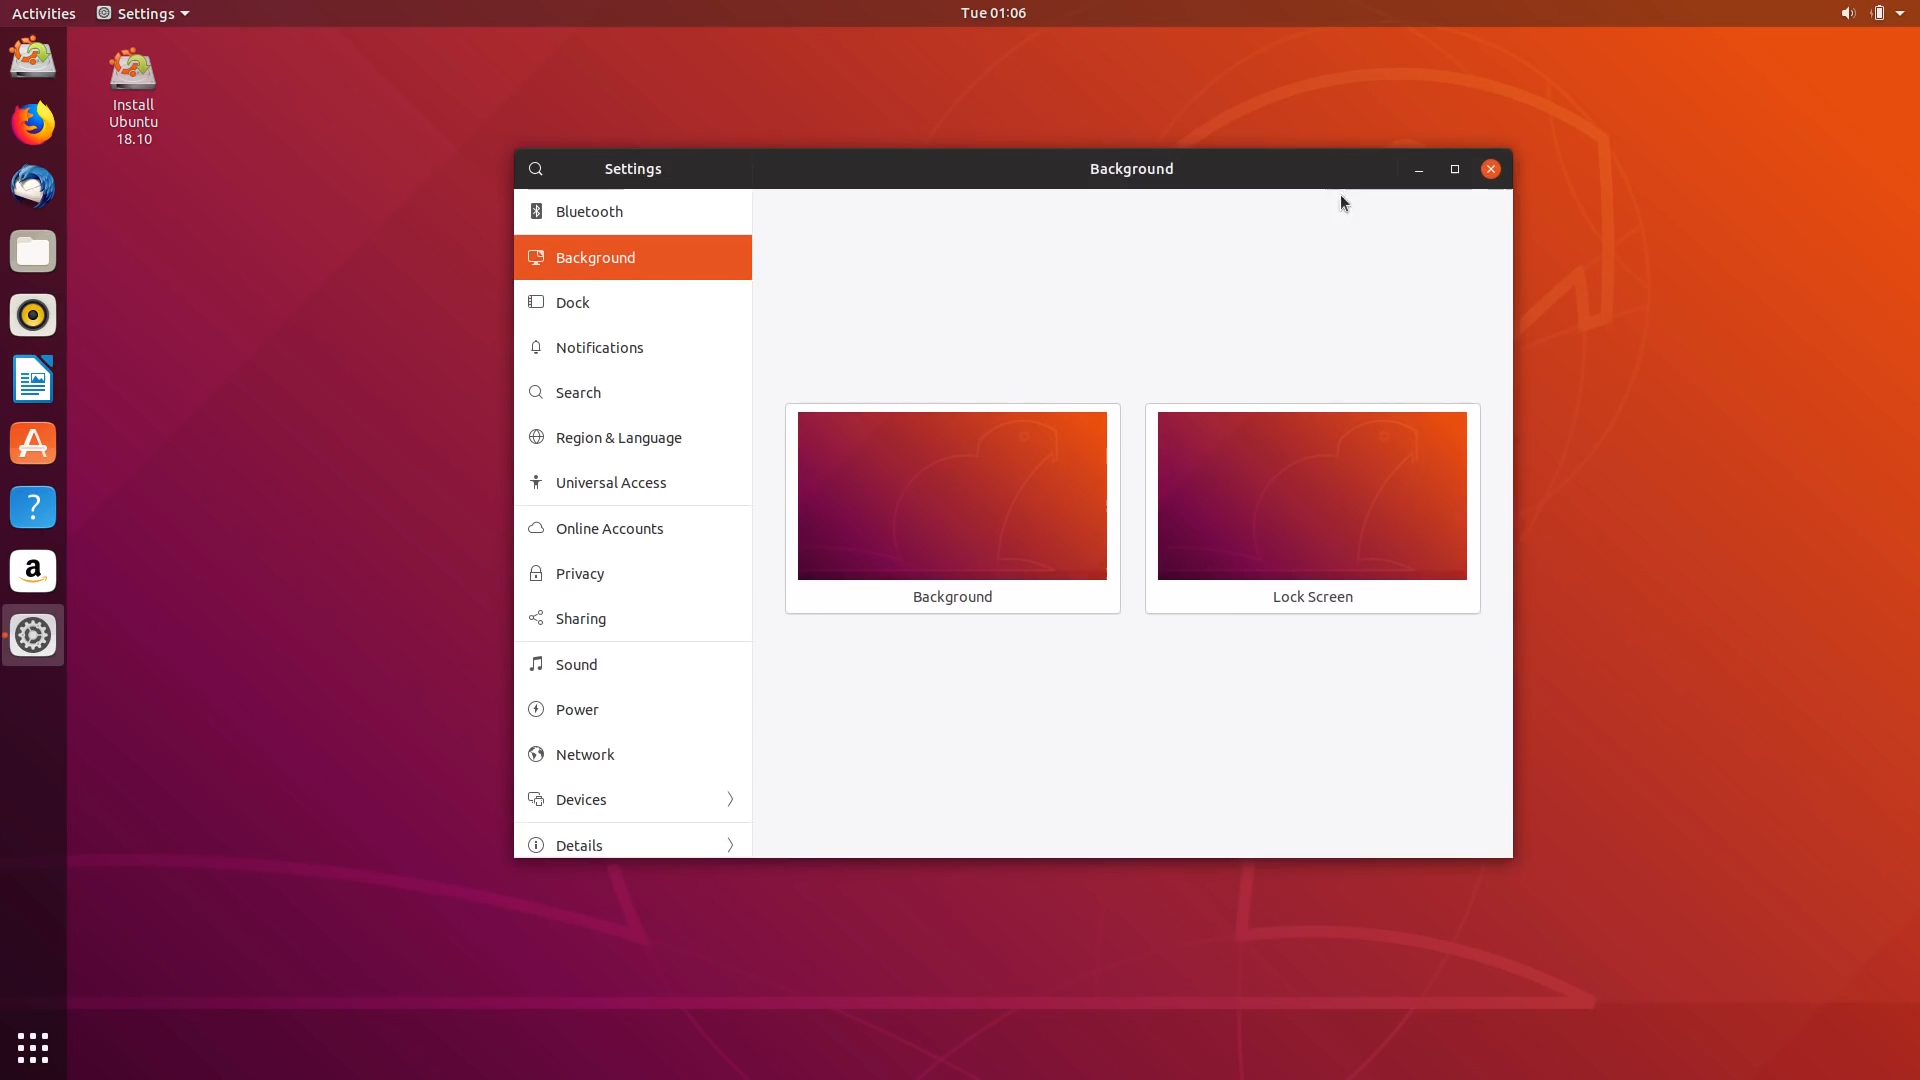 Activities
Settings
Tue 01:06
Install
Ubuntu
18.10
Settings
Background
Bluetooth
Background
Dock
Notifications
Search
Region & Language
Universal Access
Online Accounts
Privacy
Sharing
Sound
Power
Network
Devices
Details
Background
Lock Screen